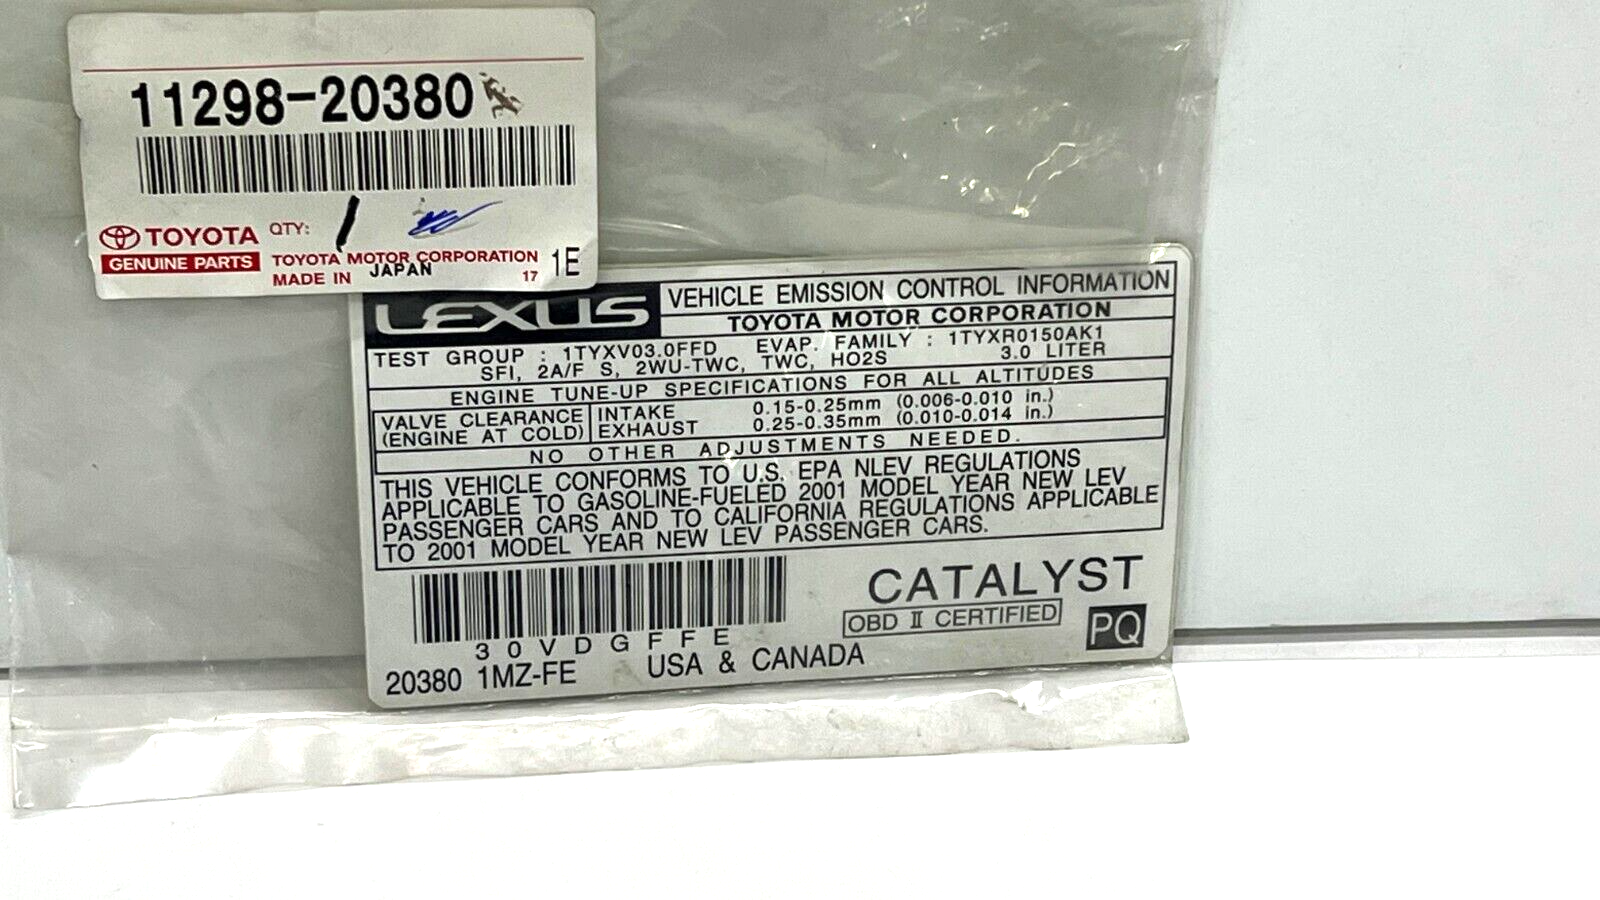 11298-20380
TOYOTA
GENUINE PARTS
QTY: 1
TOYOTA MOTOR CORPORATION
MADE IN JAPAN
17
1E
LEXUS
VEHICLE EMISSION CONTROL INFORMATION
TOYOTA MOTOR CORPORATION
TEST GROUP : 1TYXV03.0FFD EVAP. FAMILY : 1TYXR0150AK1
SFI, 2A/F S, 2WU-TWC, TWC, HO2S 3.0 LITER
ENGINE TUNE-UP SPECIFICATIONS FOR ALL ALTITUDES
VALVE CLEARANCE INTAKE 0.15-0.25mm (0.006-0.010 in.)
(ENGINE AT COLD) EXHAUST 0.25-0.35mm (0.010-0.014 in.)
NO OTHER ADJUSTMENTS NEEDED.
THIS VEHICLE CONFORMS TO U.S. EPA NLEV REGULATIONS
APPLICABLE TO GASOLINE-FUELED 2001 MODEL YEAR NEW LEV
PASSENGER CARS AND TO CALIFORNIA REGULATIONS APPLICABLE
TO 2001 MODEL YEAR NEW LEV PASSENGER CARS.
CATALYST
OBD II CERTIFIED
PQ
30VDGFFE
20380 1MZ-FE USA & CANADA